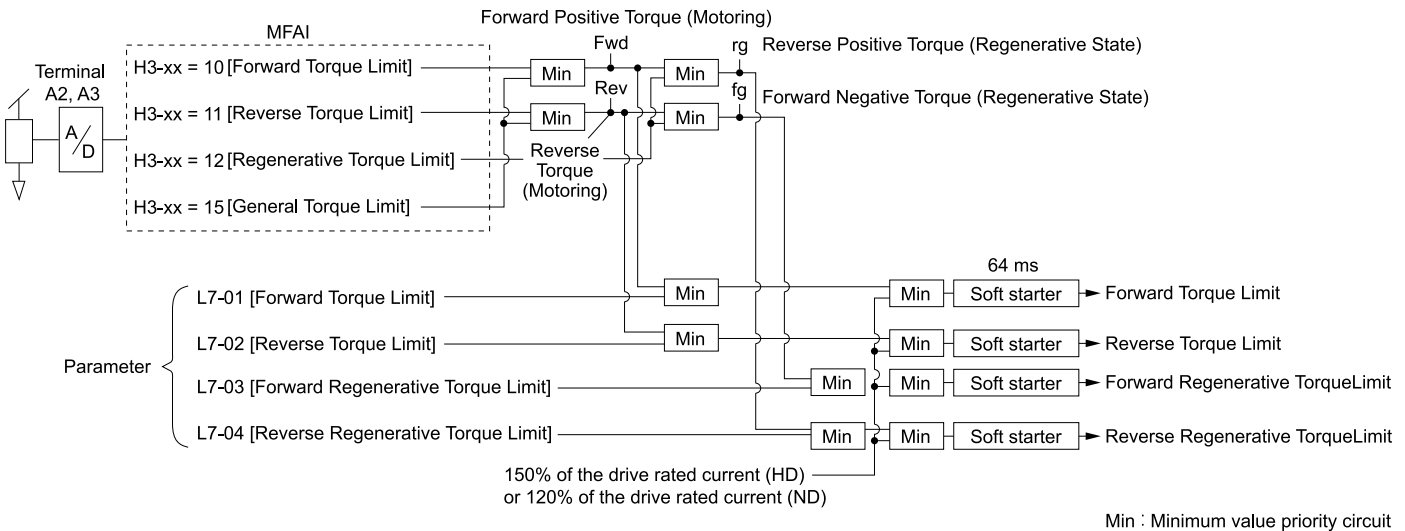 Forward Positive Torque (Motoring)
MFAI
Fwd
rg
Reverse Positive Torque (Regenerative State)
Terminal
A2, A3
H3-xx = 10 [Forward Torque Limit]
Min
Min
Rev
fg
Forward Negative Torque (Regenerative State)
A/D
H3-xx = 11 [Reverse Torque Limit]
Min
Min
H3-xx = 12 [Regenerative Torque Limit]
Reverse
Torque
(Motoring)
H3-xx = 15 [General Torque Limit]
64 ms
L7-01 [Forward Torque Limit]
Min
Min
Soft starter
Forward Torque Limit
L7-02 [Reverse Torque Limit]
Min
Min
Soft starter
Reverse Torque Limit
Parameter
L7-03 [Forward Regenerative Torque Limit]
Min
Min
Soft starter
Forward Regenerative TorqueLimit
L7-04 [Reverse Regenerative Torque Limit]
Min
Min
Soft starter
Reverse Regenerative TorqueLimit
150% of the drive rated current (HD)
or 120% of the drive rated current (ND)
Min : Minimum value priority circuit